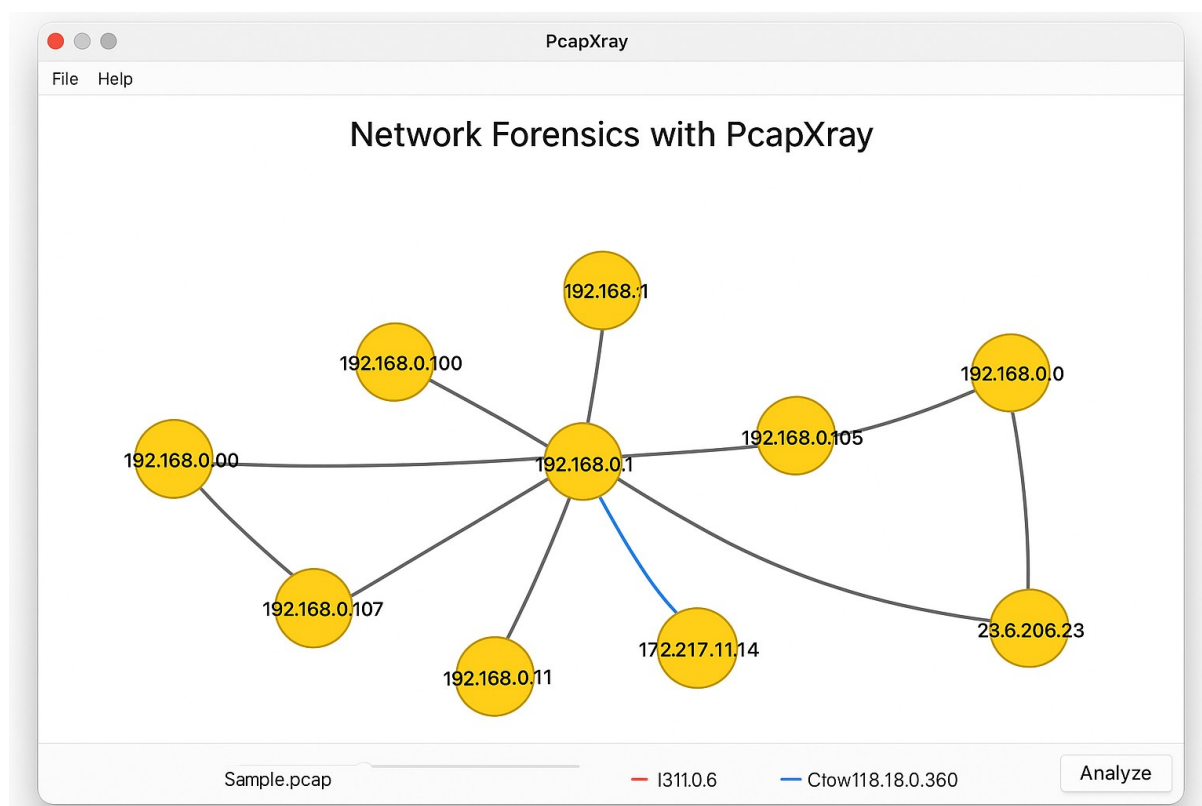 PcapXray
File Help
Network Forensics with PcapXray
192.168.1
192.168.0.100
192.168.0.0
192.168.0.105
192.168.0.00
192.168.0.1
192.168.0.107
23.6.206.23
172.217.11.14
192.168.0.11
Sample.pcap
I311.0.6
Ctow118.18.0.360
Analyze